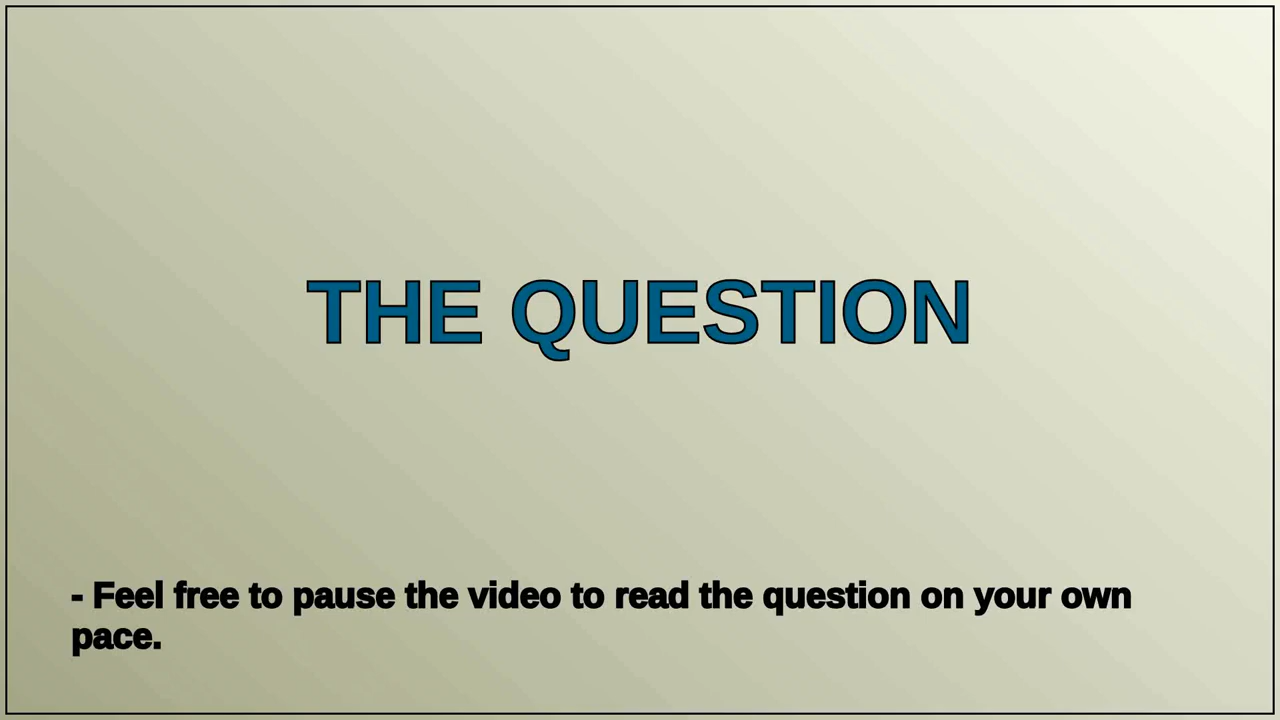 THE QUESTION
- Feel free to pause the video to read the question on your own
pace.